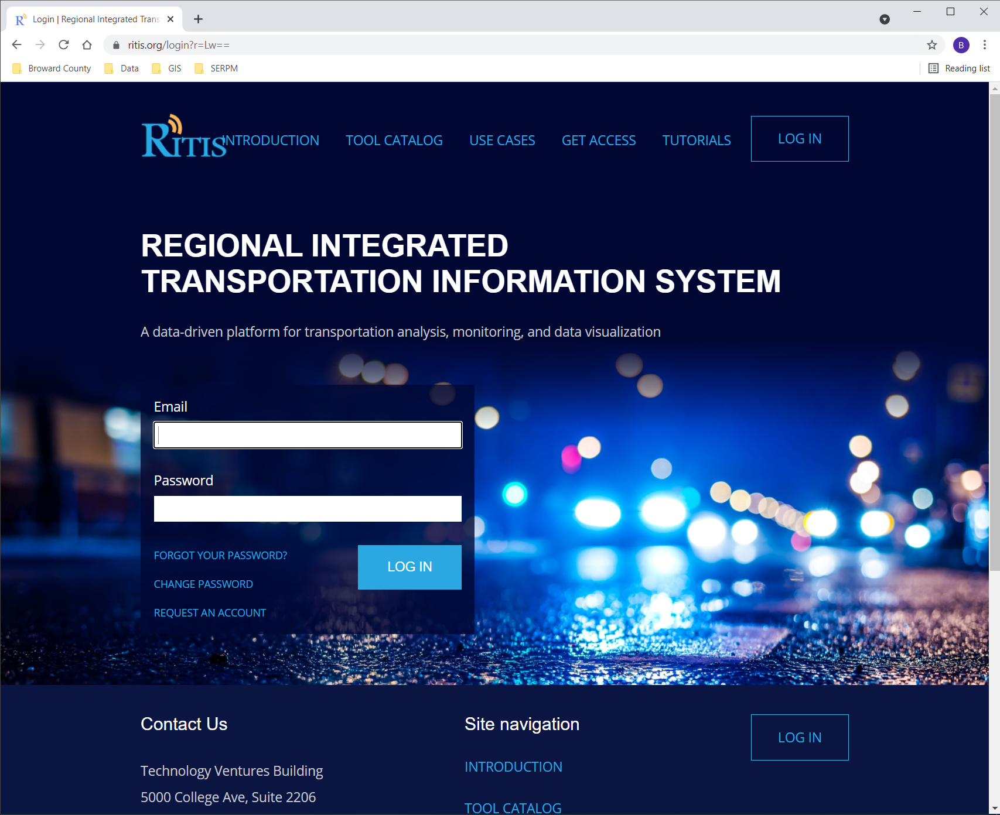 Login | Regional Integrated Trans
ritis.org/login?r=Lw==
B
Broward County Data GIS SERPM Reading list
RITIS INTRODUCTION TOOL CATALOG USE CASES GET ACCESS TUTORIALS LOG IN
REGIONAL INTEGRATED
TRANSPORTATION INFORMATION SYSTEM
A data-driven platform for transportation analysis, monitoring, and data visualization
Email
Password
FORGOT YOUR PASSWORD?
LOG IN
CHANGE PASSWORD
REQUEST AN ACCOUNT
Contact Us
Technology Ventures Building
5000 College Ave, Suite 2206
Site navigation
INTRODUCTION
TOOL CATALOG
LOG IN